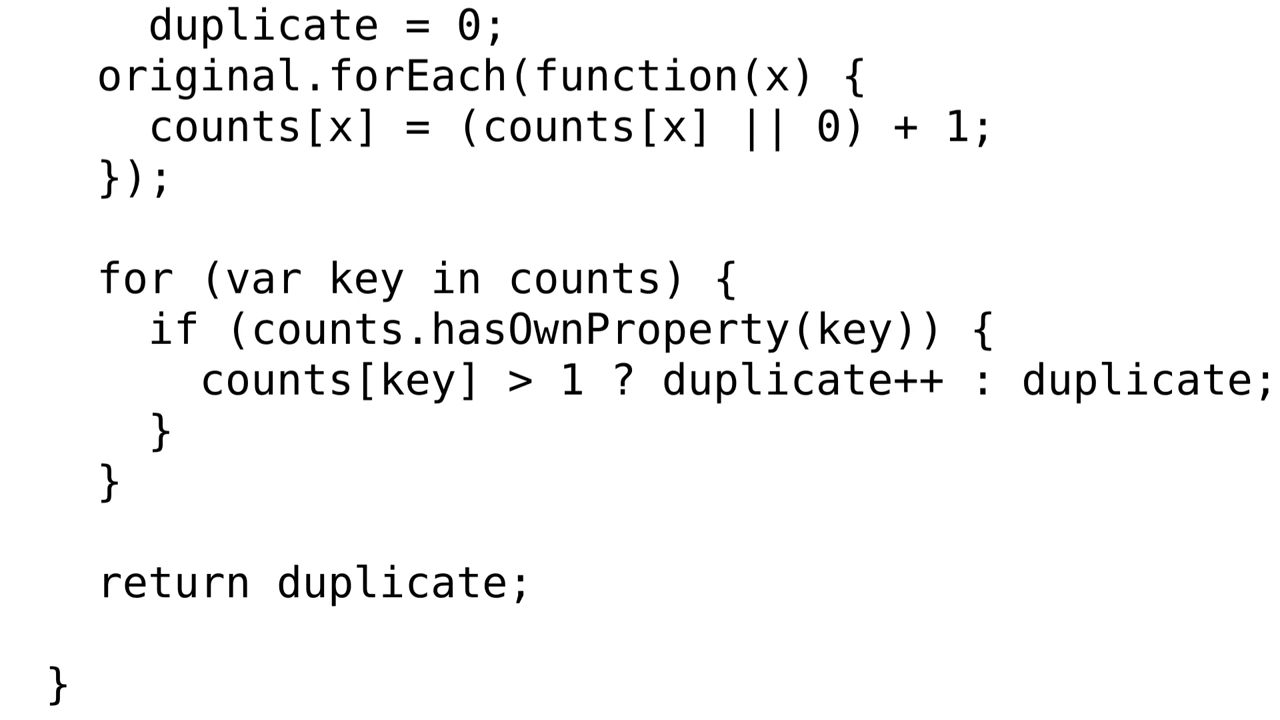 duplicate = 0;
original.forEach(function(x) {
counts[x] = (counts[x] || 0) + 1;
});
for (var key in counts) {
if (counts.hasOwnProperty(key)) {
counts[key] > 1 ? duplicate++ : duplicate;
}
}
return duplicate;
}